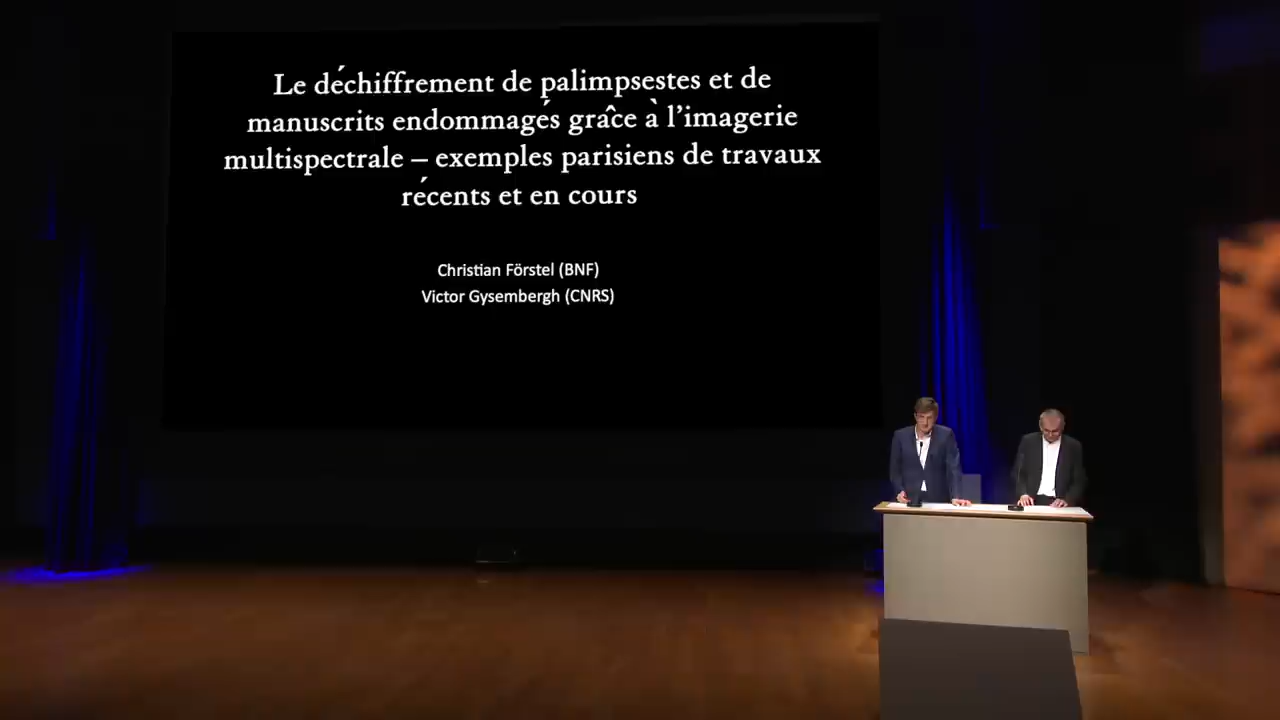 Le déchiffrement de palimpsestes et de
manuscrits endommagés grâce à l’imagerie
multispectrale – exemples parisiens de travaux
récents et en cours
Christian Förstel (BNF)
Victor Gysembergh (CNRS)